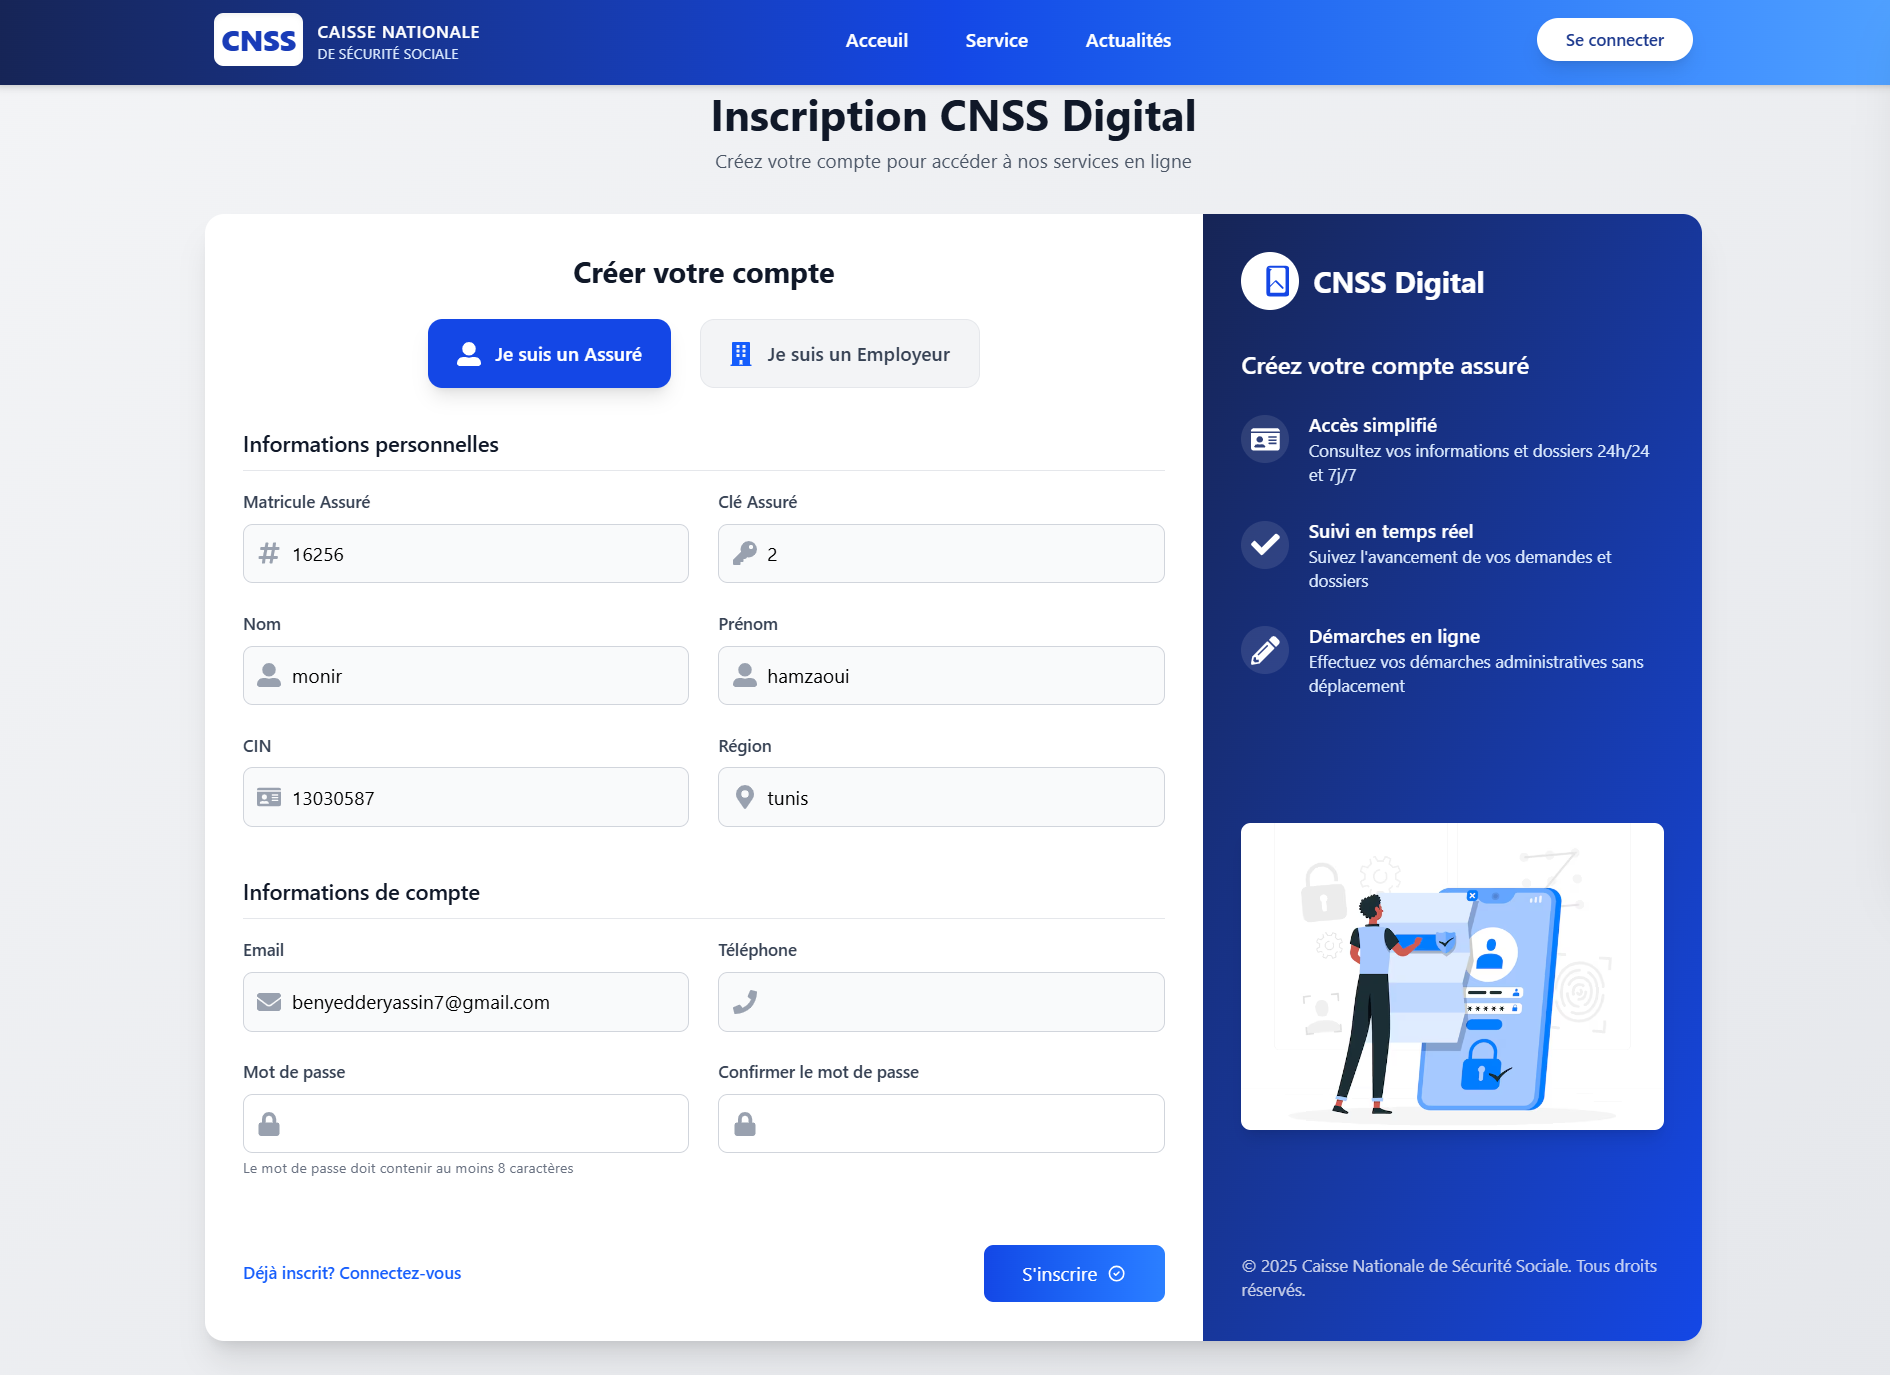 CNSS
CAISSE NATIONALE
DE SÉCURITÉ SOCIALE
Acceuil
Service
Actualités
Se connecter
Inscription CNSS Digital
Créez votre compte pour accéder à nos services en ligne
Créer votre compte
Je suis un Assuré
Je suis un Employeur
Informations personnelles
Matricule Assuré
Clé Assuré
16256
2
Nom
Prénom
monir
hamzaoui
CIN
Région
13030587
tunis
Informations de compte
Email
Téléphone
benyedderyassin7@gmail.com
Mot de passe
Confirmer le mot de passe
Le mot de passe doit contenir au moins 8 caractères
Déjà inscrit? Connectez-vous
S'inscrire
CNSS Digital
Créez votre compte assuré
Accès simplifié
Consultez vos informations et dossiers 24h/24
et 7j/7
Suivi en temps réel
Suivez l'avancement de vos demandes et
dossiers
Démarches en ligne
Effectuez vos démarches administratives sans
déplacement
© 2025 Caisse Nationale de Sécurité Sociale. Tous droits
réservés.